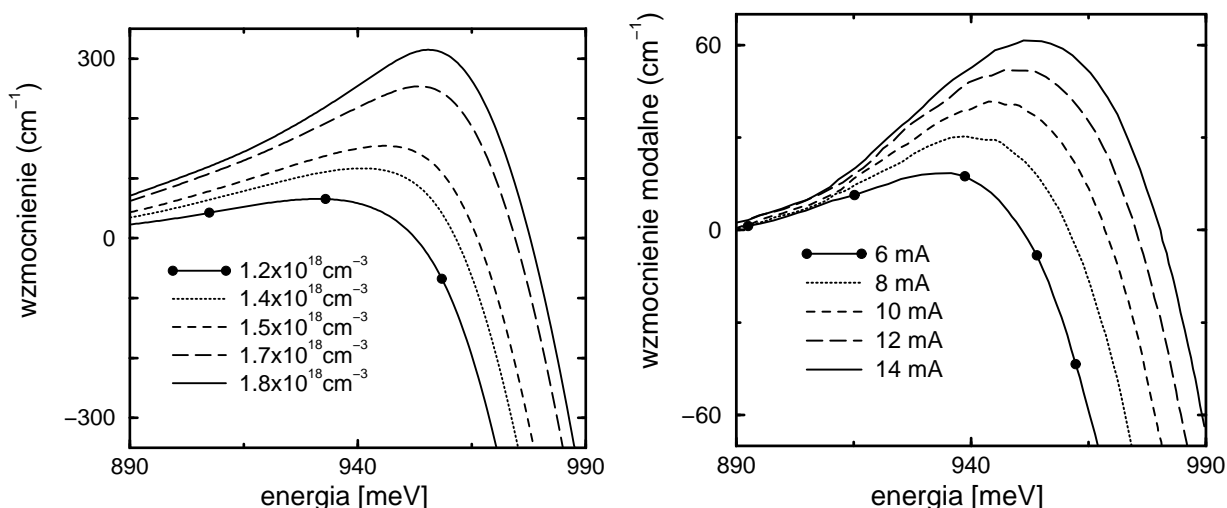 wzmocnienie (cm⁻¹)
300
0
−300
1.2x10¹⁸cm⁻³
1.4x10¹⁸cm⁻³
1.5x10¹⁸cm⁻³
1.7x10¹⁸cm⁻³
1.8x10¹⁸cm⁻³
890
940
990
energia [meV]
wzmocnienie modalne (cm⁻¹)
60
0
−60
6 mA
8 mA
10 mA
12 mA
14 mA
890
940
990
energia [meV]